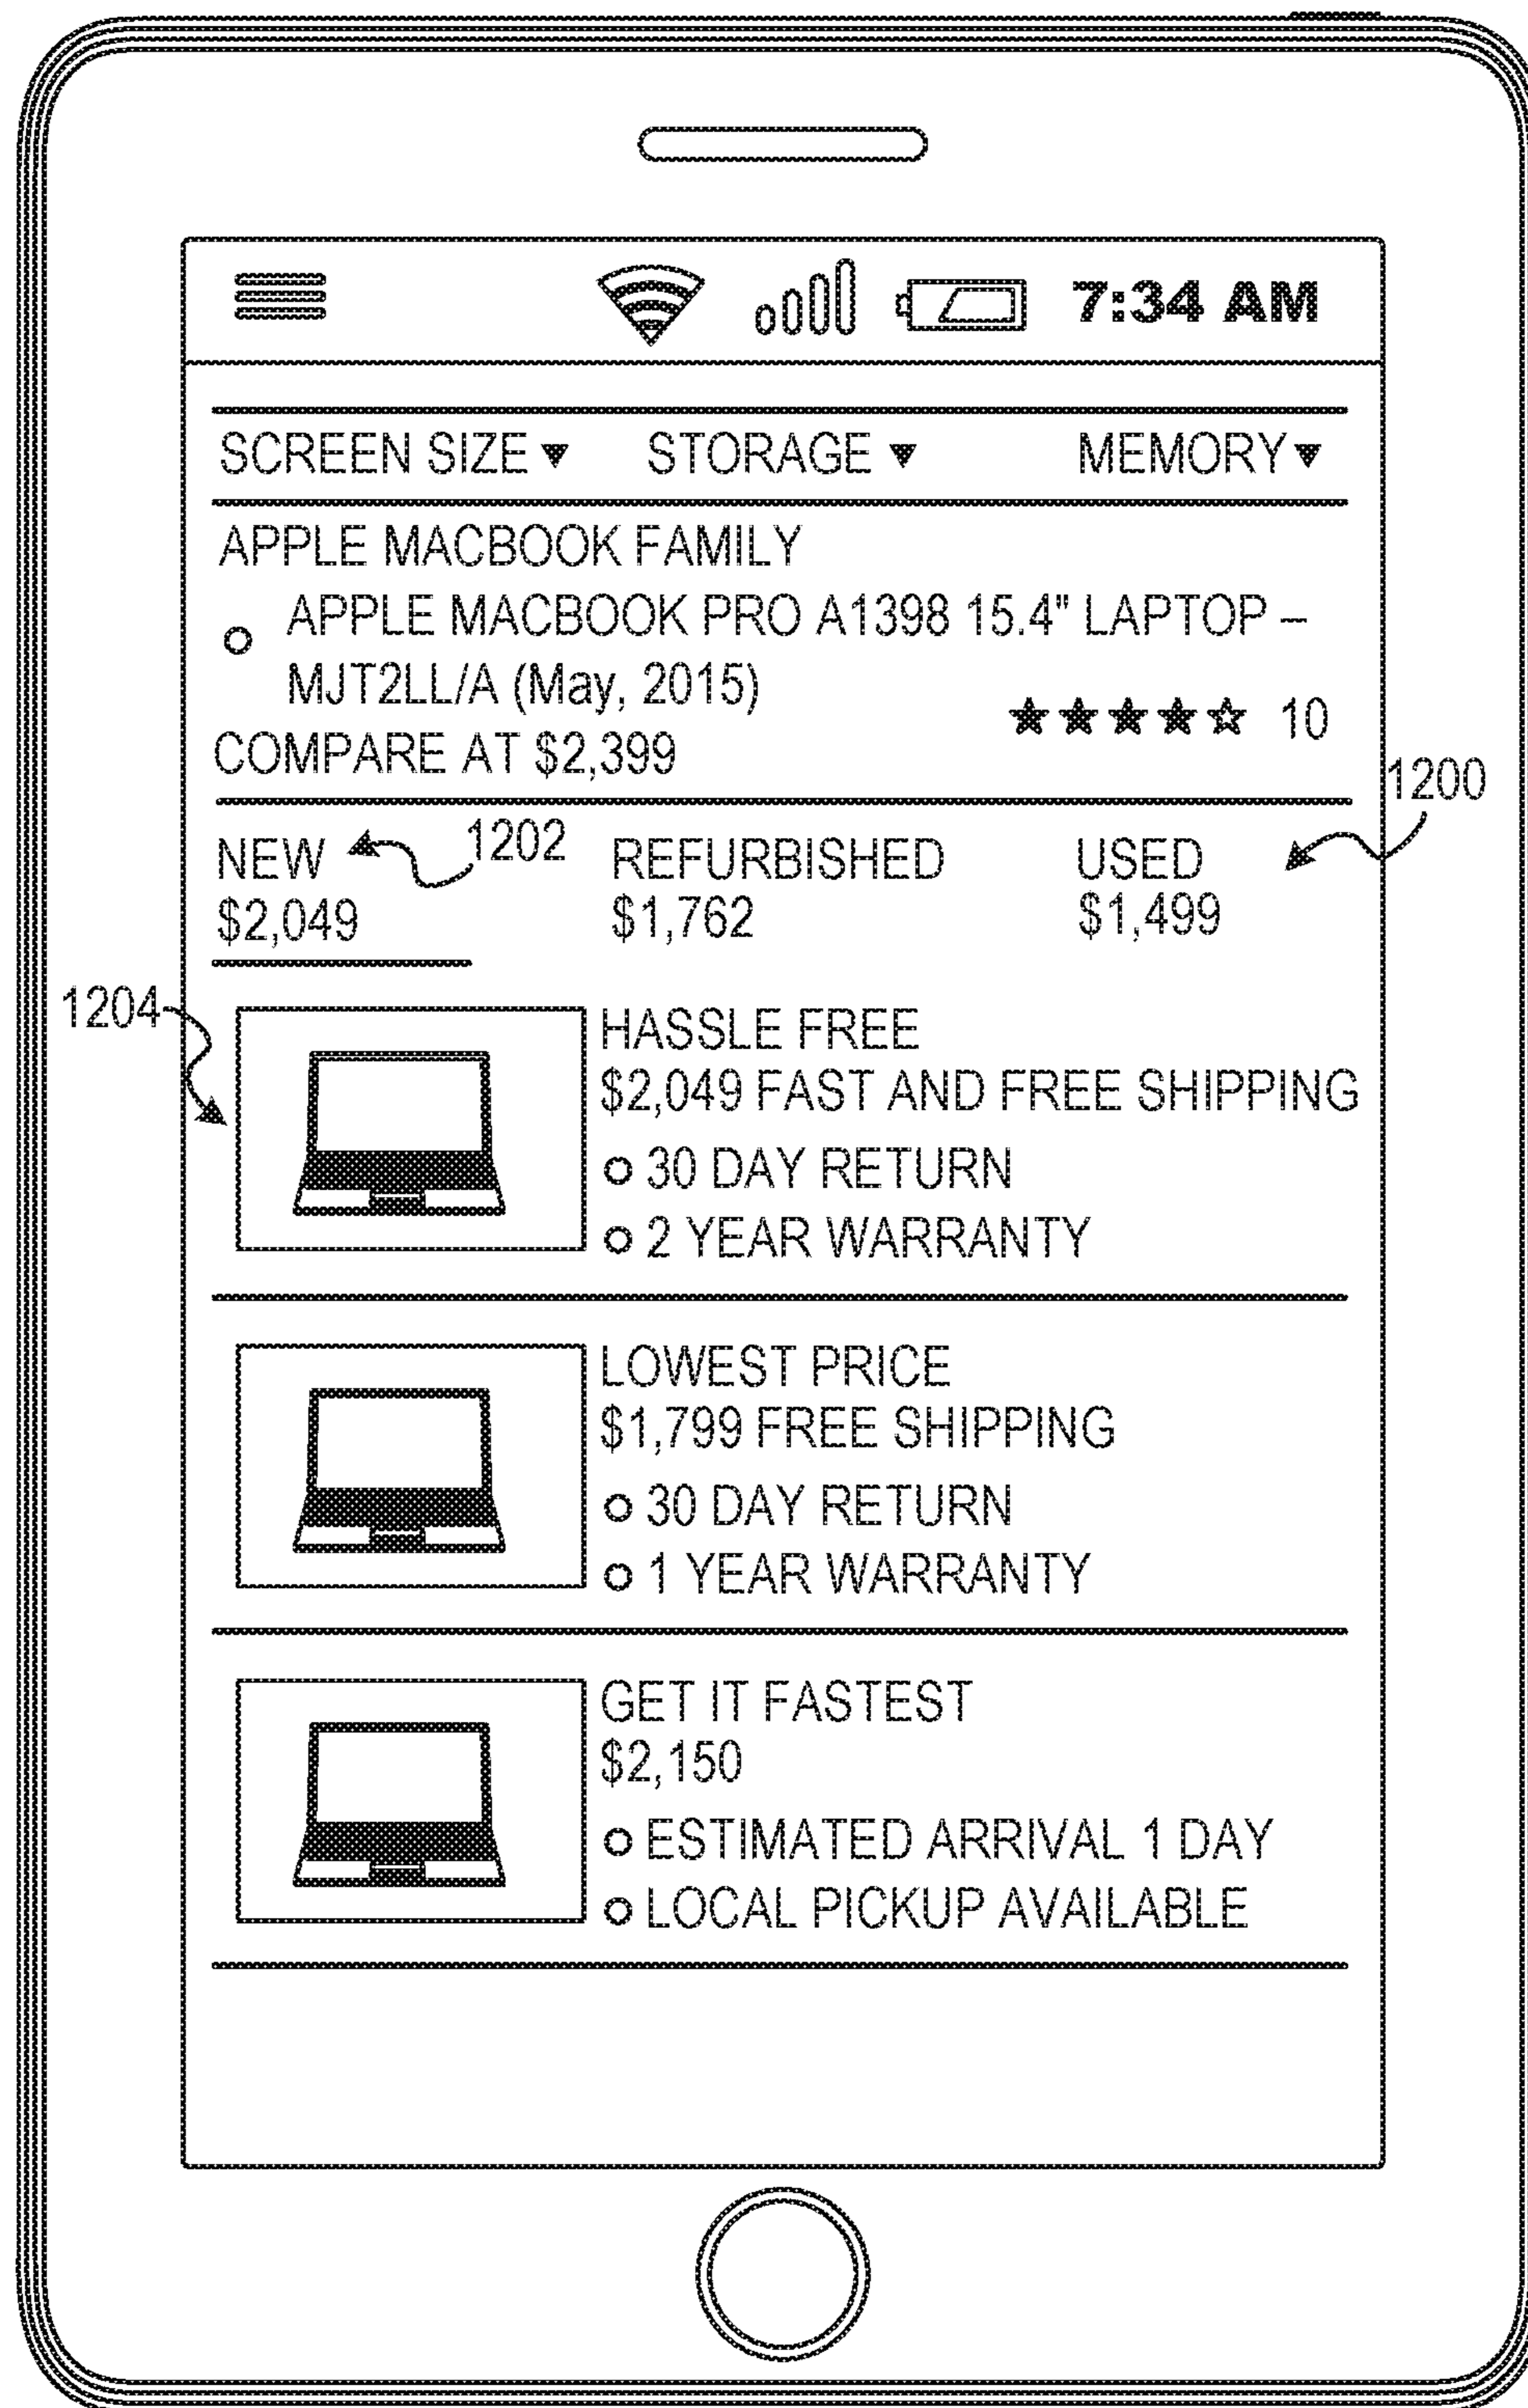 7:34 AM
SCREEN SIZE ▼ STORAGE ▼ MEMORY ▼
APPLE MACBOOK FAMILY
APPLE MACBOOK PRO A1398 15.4" LAPTOP –
MJT2LL/A (May, 2015)
★★★★☆ 10
COMPARE AT $2,399
1200
NEW 1202 REFURBISHED USED
$2,049 $1,762 $1,499
1204
HASSLE FREE
$2,049 FAST AND FREE SHIPPING
30 DAY RETURN
2 YEAR WARRANTY
LOWEST PRICE
$1,799 FREE SHIPPING
30 DAY RETURN
1 YEAR WARRANTY
GET IT FASTEST
$2,150
ESTIMATED ARRIVAL 1 DAY
LOCAL PICKUP AVAILABLE